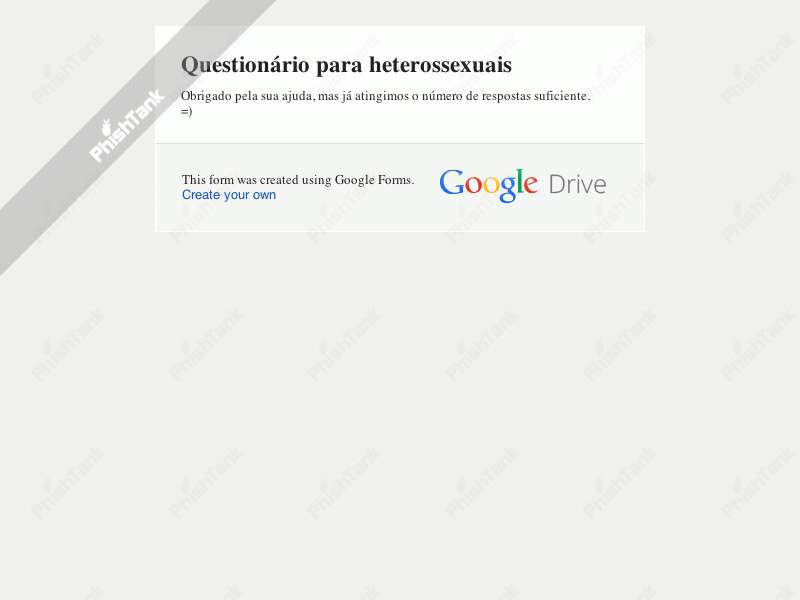 PhishTank
Questionário para heterossexuais
Obrigado pela sua ajuda, mas já atingimos o número de respostas suficiente.
=)
This form was created using Google Forms.
Create your own
Google Drive